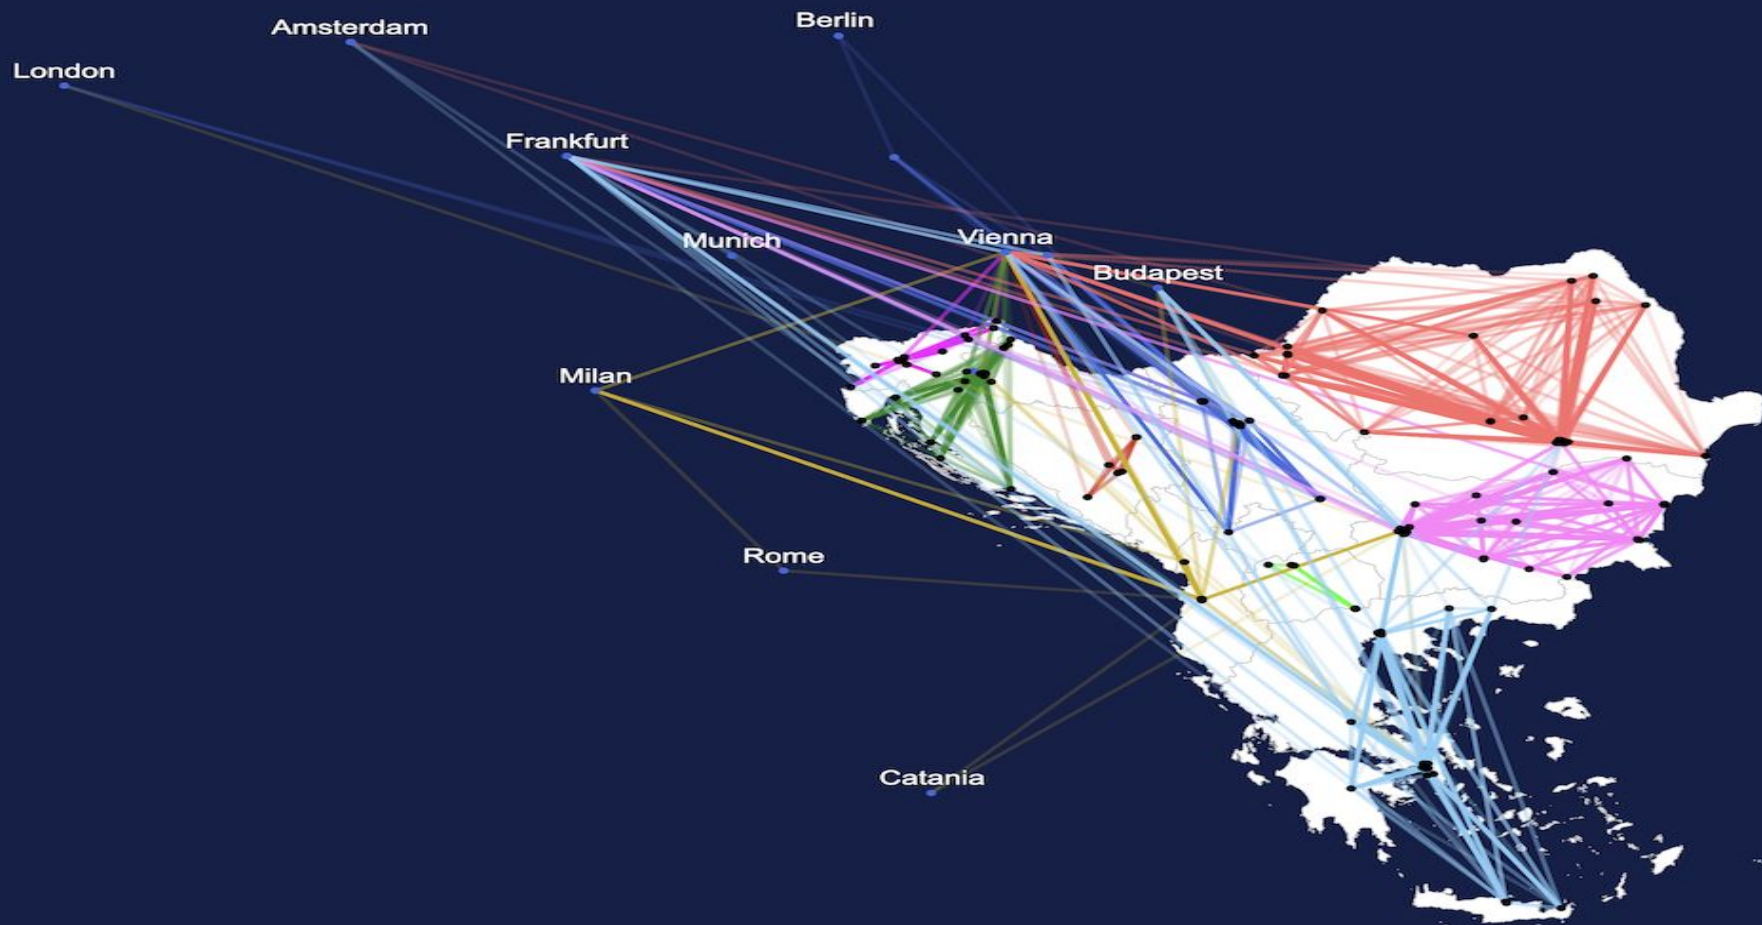 Berlin
Amsterdam
London
Frankfurt
Vienna
Munich
Budapest
Milan
Rome
Catania